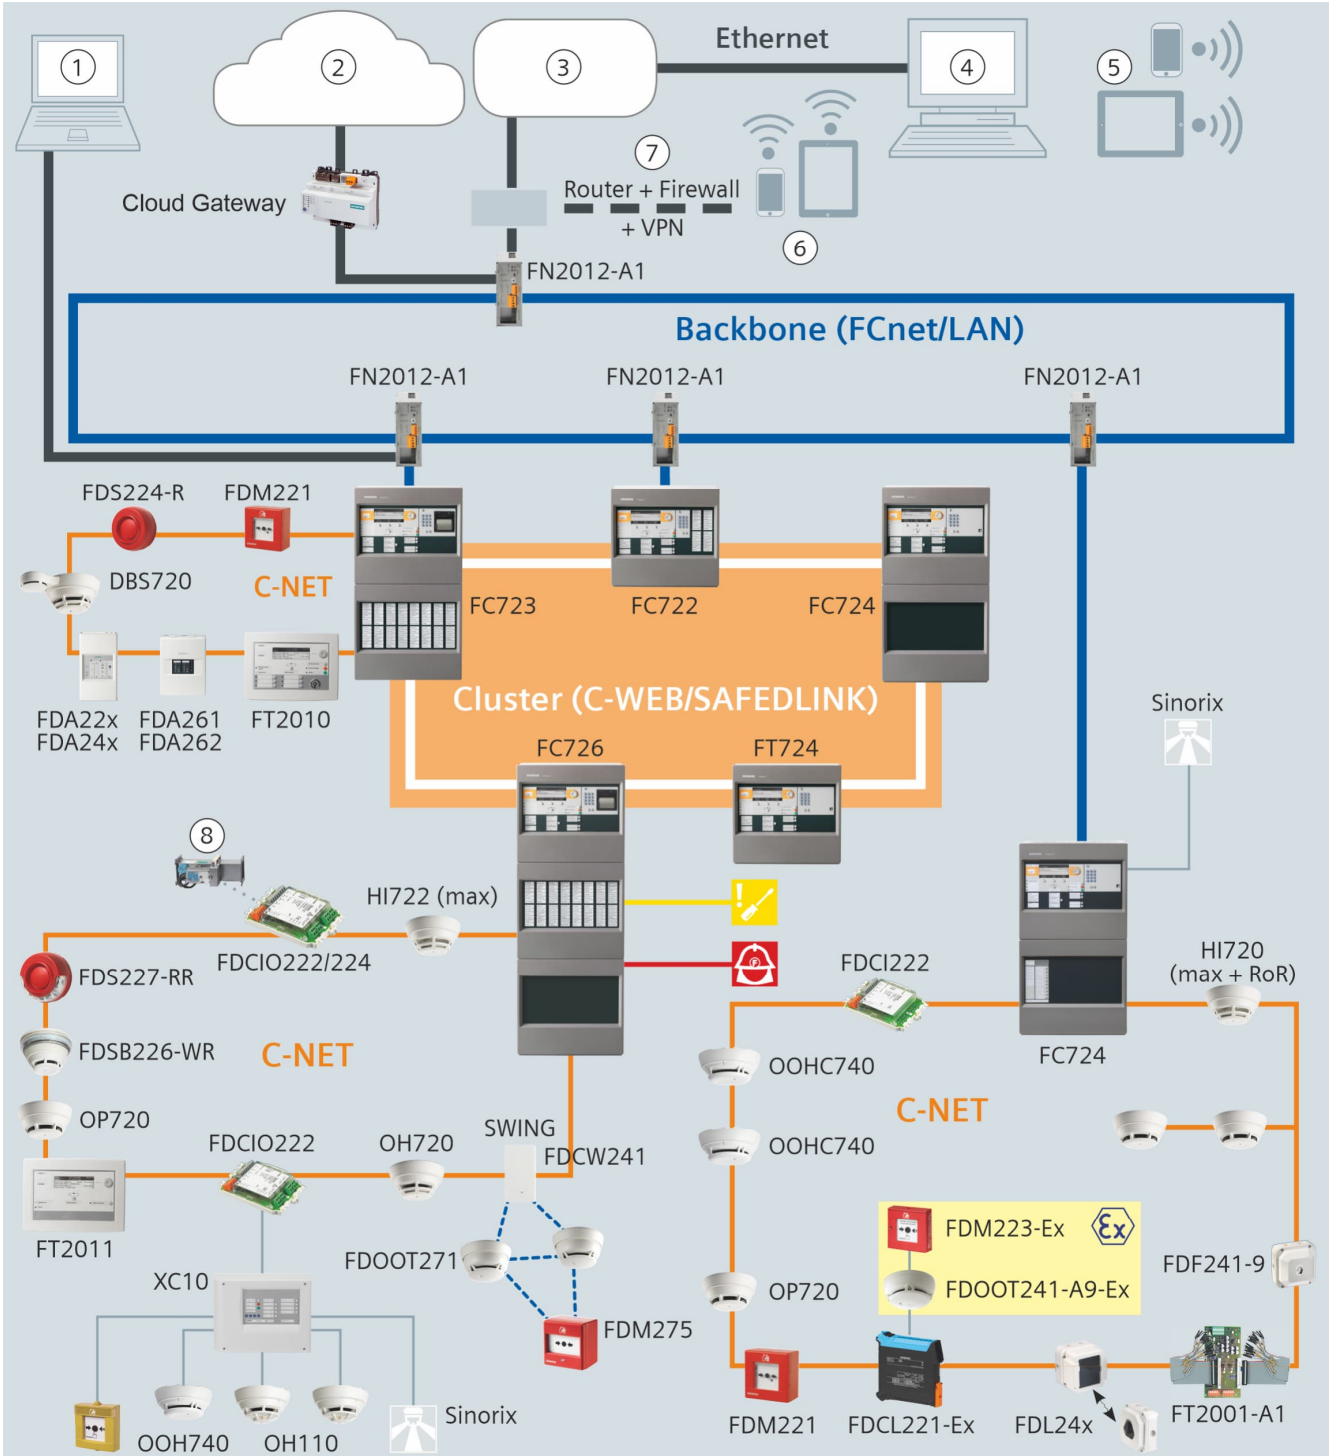 Ethernet
1
2
3
4
5
7
Router + Firewall
+ VPN
Cloud Gateway
6
FN2012-A1
Backbone (FCnet/LAN)
FN2012-A1
FN2012-A1
FN2012-A1
FDS224-R
FDM221
DBS720
C-NET
FC723
FC722
FC724
Cluster (C-WEB/SAFEDLINK)
FDA22x
FDA24x
FDA261
FDA262
FT2010
Sinorix
FC726
FT724
8
HI722 (max)
FDCIO222/224
FDS227-RR
FDCI222
HI720
(max + RoR)
FDSB226-WR
C-NET
FC724
OOHC740
OP720
C-NET
SWING
FDCIO222
OH720
FDCW241
OOHC740
FT2011
FDM223-Ex
Ex
FDOOT271
FDF241-9
XC10
OP720
FDOOT241-A9-Ex
FDM275
OOH740
OH110
Sinorix
FDM221
FDCL221-Ex
FDL24x
FT2001-A1